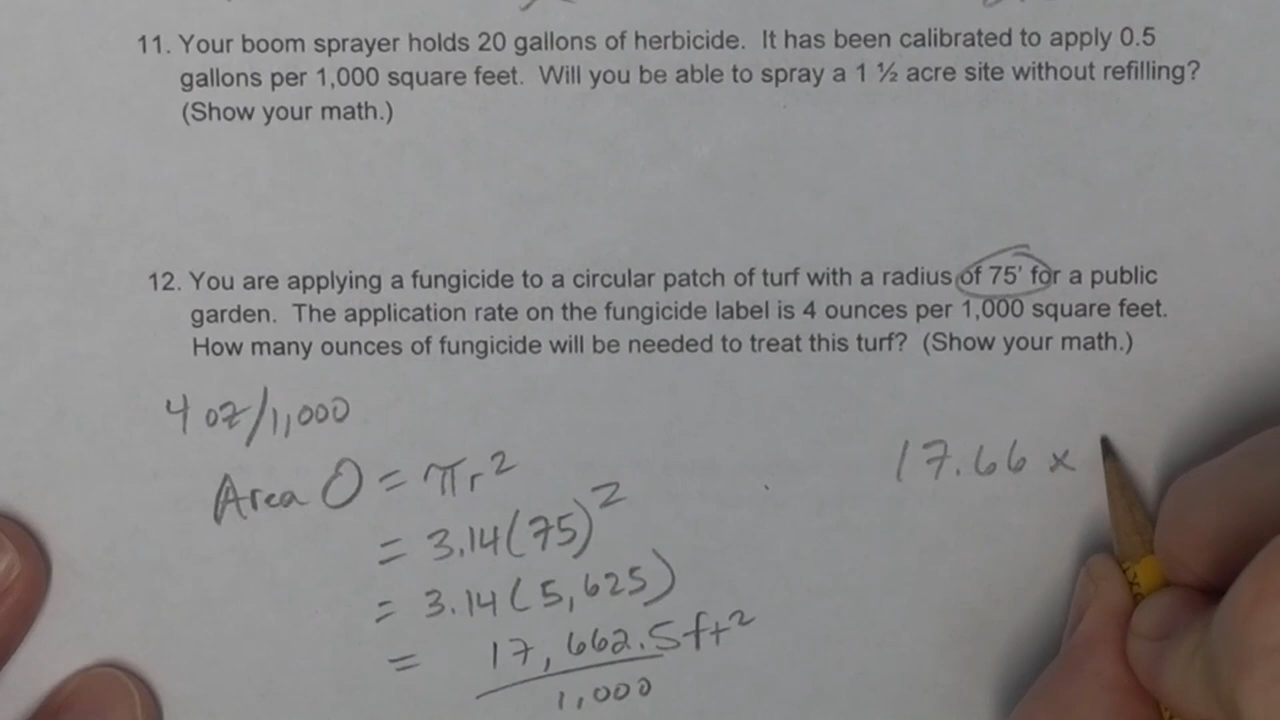 11. Your boom sprayer holds 20 gallons of herbicide. It has been calibrated to apply 0.5
gallons per 1,000 square feet. Will you be able to spray a 1 ½ acre site without refilling?
(Show your math.)
12. You are applying a fungicide to a circular patch of turf with a radius of 75' for a public
garden. The application rate on the fungicide label is 4 ounces per 1,000 square feet.
How many ounces of fungicide will be needed to treat this turf? (Show your math.)
4 oz/1,000
Area O = πr²
= 3.14(75)²
= 3.14(5,625)
= 17,662.5ft²
1,000
17.66 x